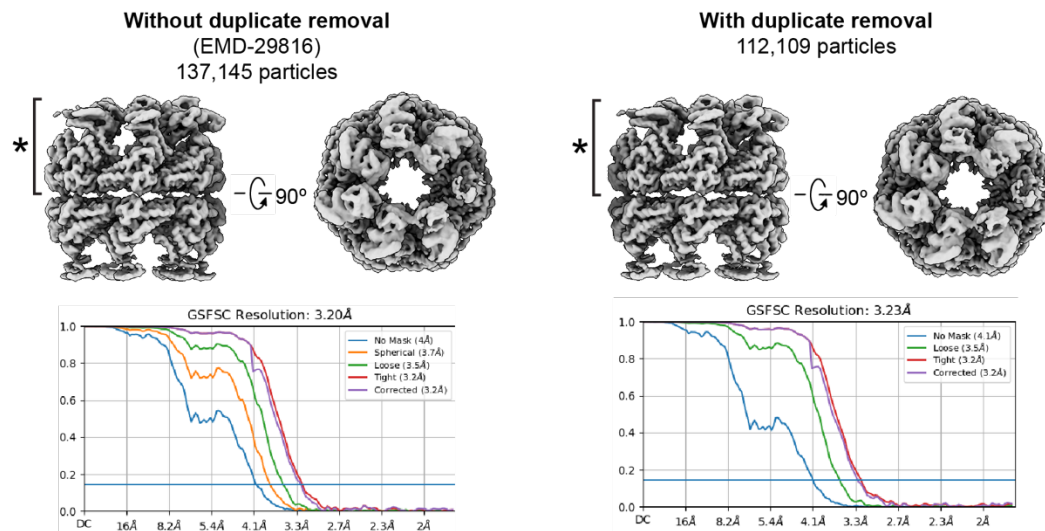 Without duplicate removal
(EMD-29816)
137,145 particles
*
90º
GSFSC Resolution: 3.20Å
1.0
0.8
0.6
0.4
0.2
0.0
No Mask (4Å)
Spherical (3.7Å)
Loose (3.5Å)
Tight (3.2Å)
Corrected (3.2Å)
DC 16Å 8.2Å 5.4Å 4.1Å 3.3Å 2.7Å 2.3Å 2Å
With duplicate removal
112,109 particles
*
90º
GSFSC Resolution: 3.23Å
1.0
0.8
0.6
0.4
0.2
0.0
No Mask (4.1Å)
Loose (3.5Å)
Tight (3.2Å)
Corrected (3.2Å)
DC 16Å 8.2Å 5.4Å 4.1Å 3.3Å 2.7Å 2.3Å 2Å